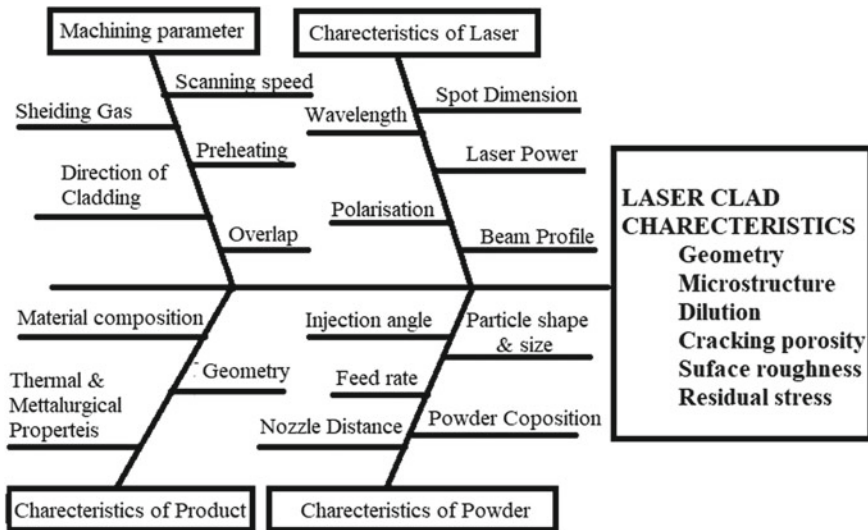 Machining parameter
Charecteristics of Laser
Scanning speed
Sheiding Gas
Preheating
Direction of
Cladding
Overlap
Spot Dimension
Wavelength
Laser Power
Polarisation
Beam Profile
LASER CLAD
CHARECTERISTICS
Geometry
Microstructure
Dilution
Cracking porosity
Suface roughness
Residual stress
Material composition
Geometry
Thermal &
Mettalurgical
Properteis
Injection angle
Particle shape
& size
Feed rate
Powder Coposition
Nozzle Distance
Charecteristics of Product
Charecteristics of Powder